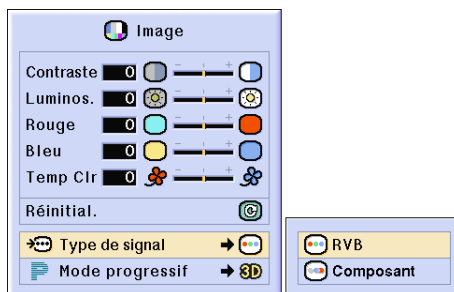 Image
Contraste 0
Luminos. 0
Rouge 0
Bleu 0
Temp Clr 0
Réinitial.
Type de signal
Mode progressif 3D
RVB
Composant